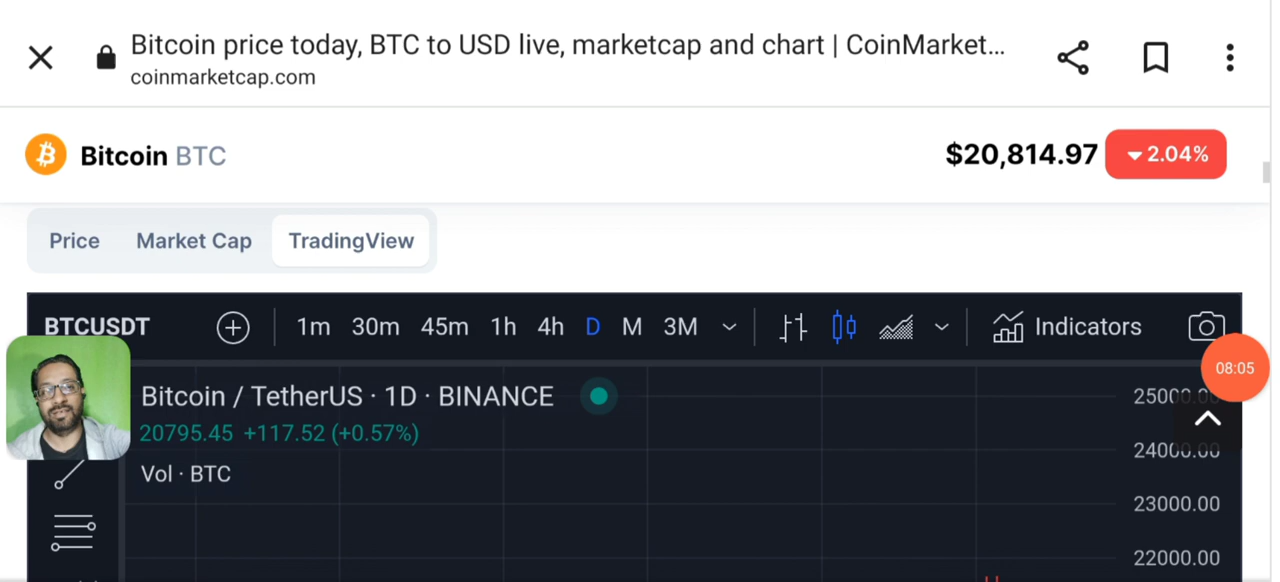 Bitcoin price today, BTC to USD live, marketcap and chart | CoinMarket...
coinmarketcap.com
Bitcoin BTC
$20,814.97
2.04%
Price Market Cap TradingView
BTCUSDT
1m 30m 45m 1h 4h D M 3M
Indicators
08:05
Bitcoin / TetherUS · 1D · BINANCE
20795.45 +117.52 (+0.57%)
Vol · BTC
25000.00
24000.00
23000.00
22000.00